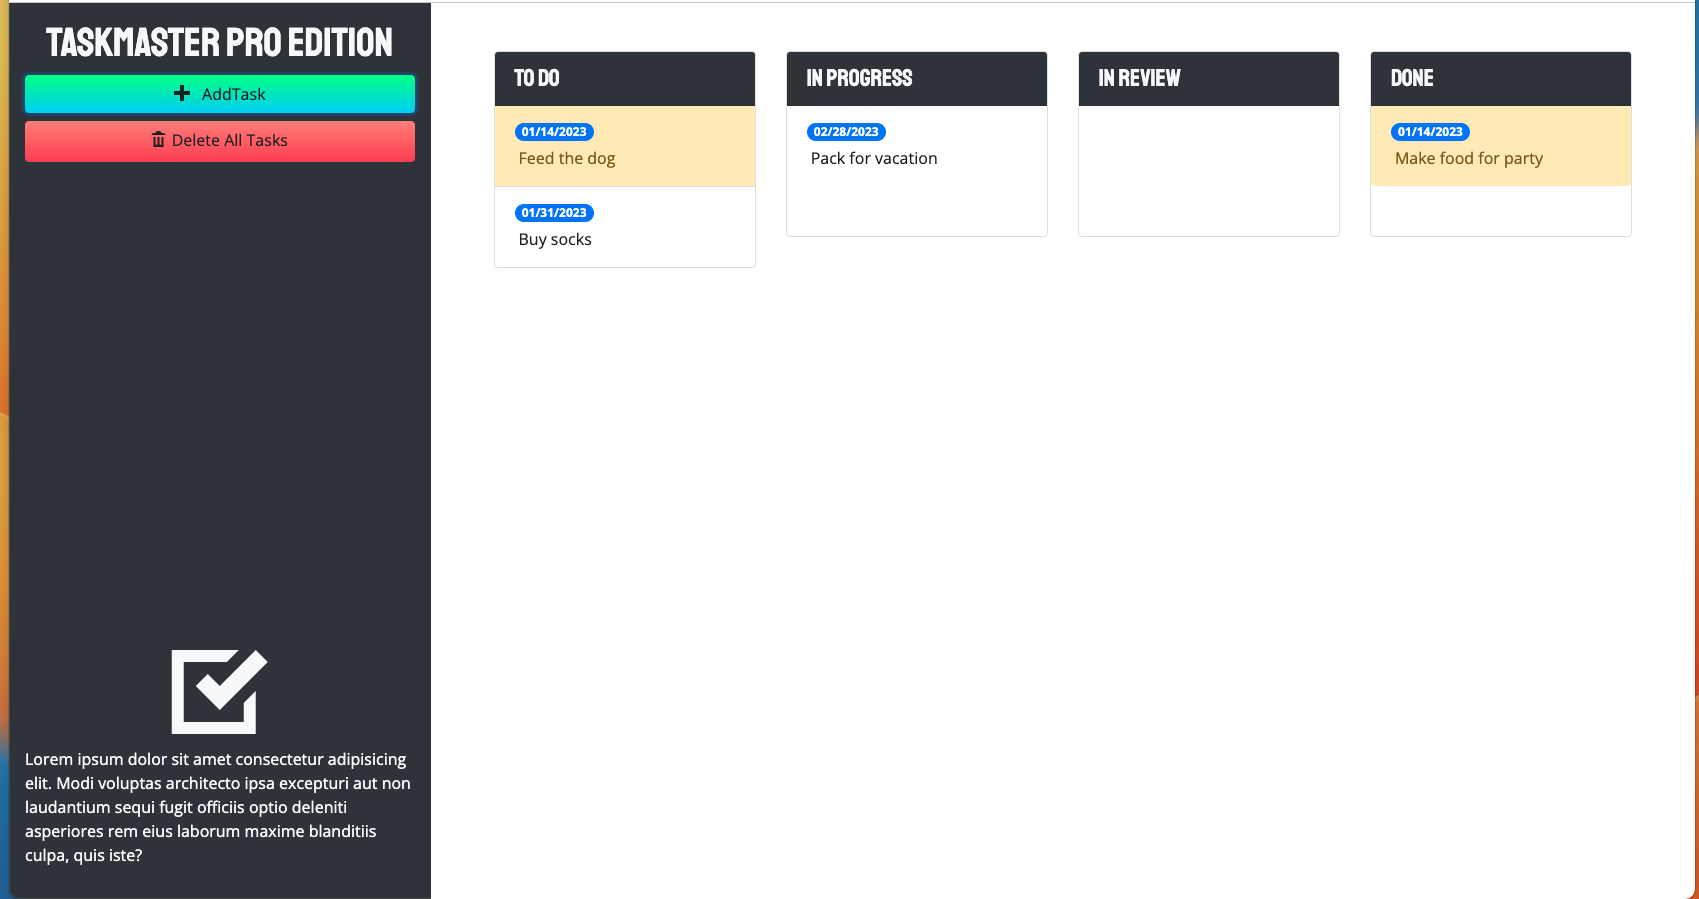 TASKMASTER PRO EDITION
AddTask
Delete All Tasks
Lorem ipsum dolor sit amet consectetur adipisicing
elit. Modi voluptas architecto ipsa excepturi aut non
laudantium sequi fugit officiis optio deleniti
asperiores rem eius laborum maxime blanditiis
culpa, quis iste?
TO DO
01/14/2023
Feed the dog
01/31/2023
Buy socks
IN PROGRESS
02/28/2023
Pack for vacation
IN REVIEW
DONE
01/14/2023
Make food for party